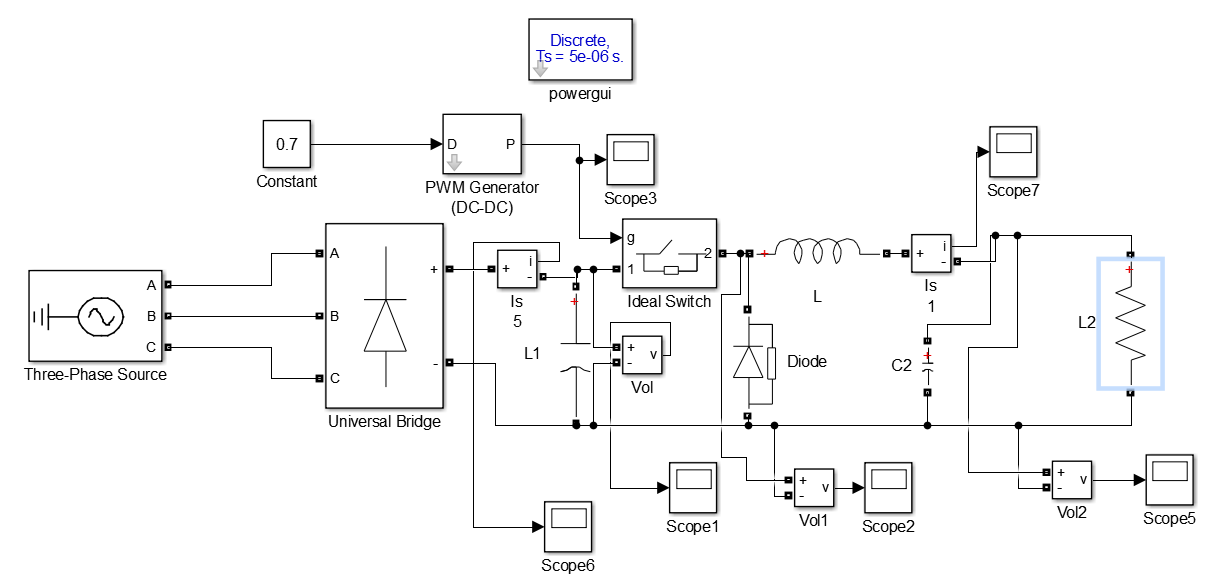 Discrete,
Ts = 5e-06 s.
powergui
0.7
Constant
D
P
PWM Generator
(DC-DC)
Scope3
Scope7
A
B
C
Three-Phase Source
A
B
C
+
-
Universal Bridge
+
i
-
Is
5
g
1
2
Ideal Switch
+
L
+
i
-
Is
1
+
L1
+
-
v
Vol
Diode
C2
+
L2
+
Scope6
Scope1
+
-
v
Vol1
Scope2
+
-
v
Vol2
Scope5